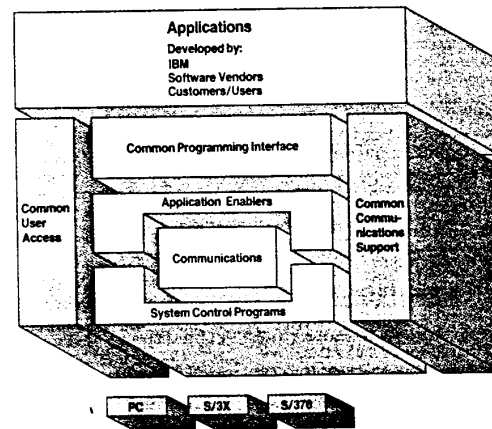 Applications
Developed by:
IBM
Software Vendors
Customers/Users
Common Programming Interface
Common
User
Access
Application Enablers
Communications
System Control Programs
Common
Commu-
nications
Support
PC
S/3X
S/370